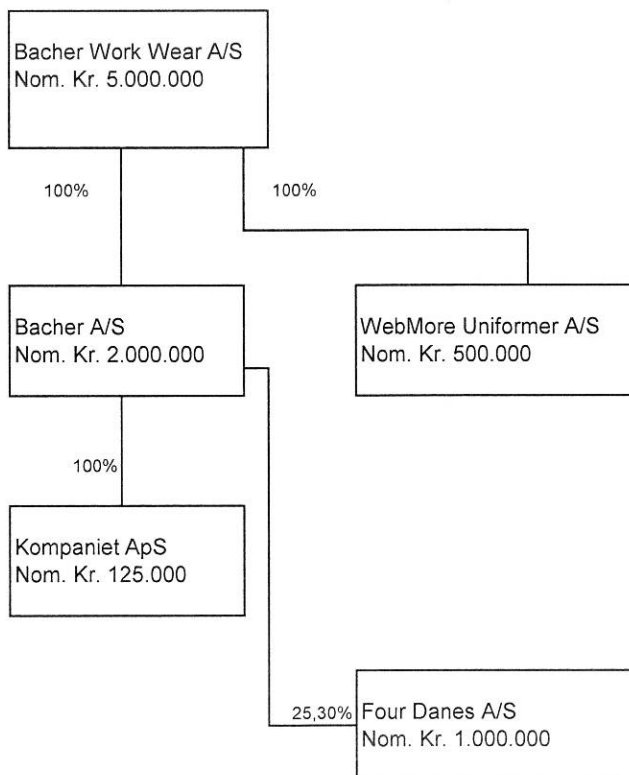 Bacher Work Wear A/S
Nom. Kr. 5.000.000
100%
100%
Bacher A/S
Nom. Kr. 2.000.000
WebMore Uniformer A/S
Nom. Kr. 500.000
100%
Kompaniet ApS
Nom. Kr. 125.000
25,30%
Four Danes A/S
Nom. Kr. 1.000.000